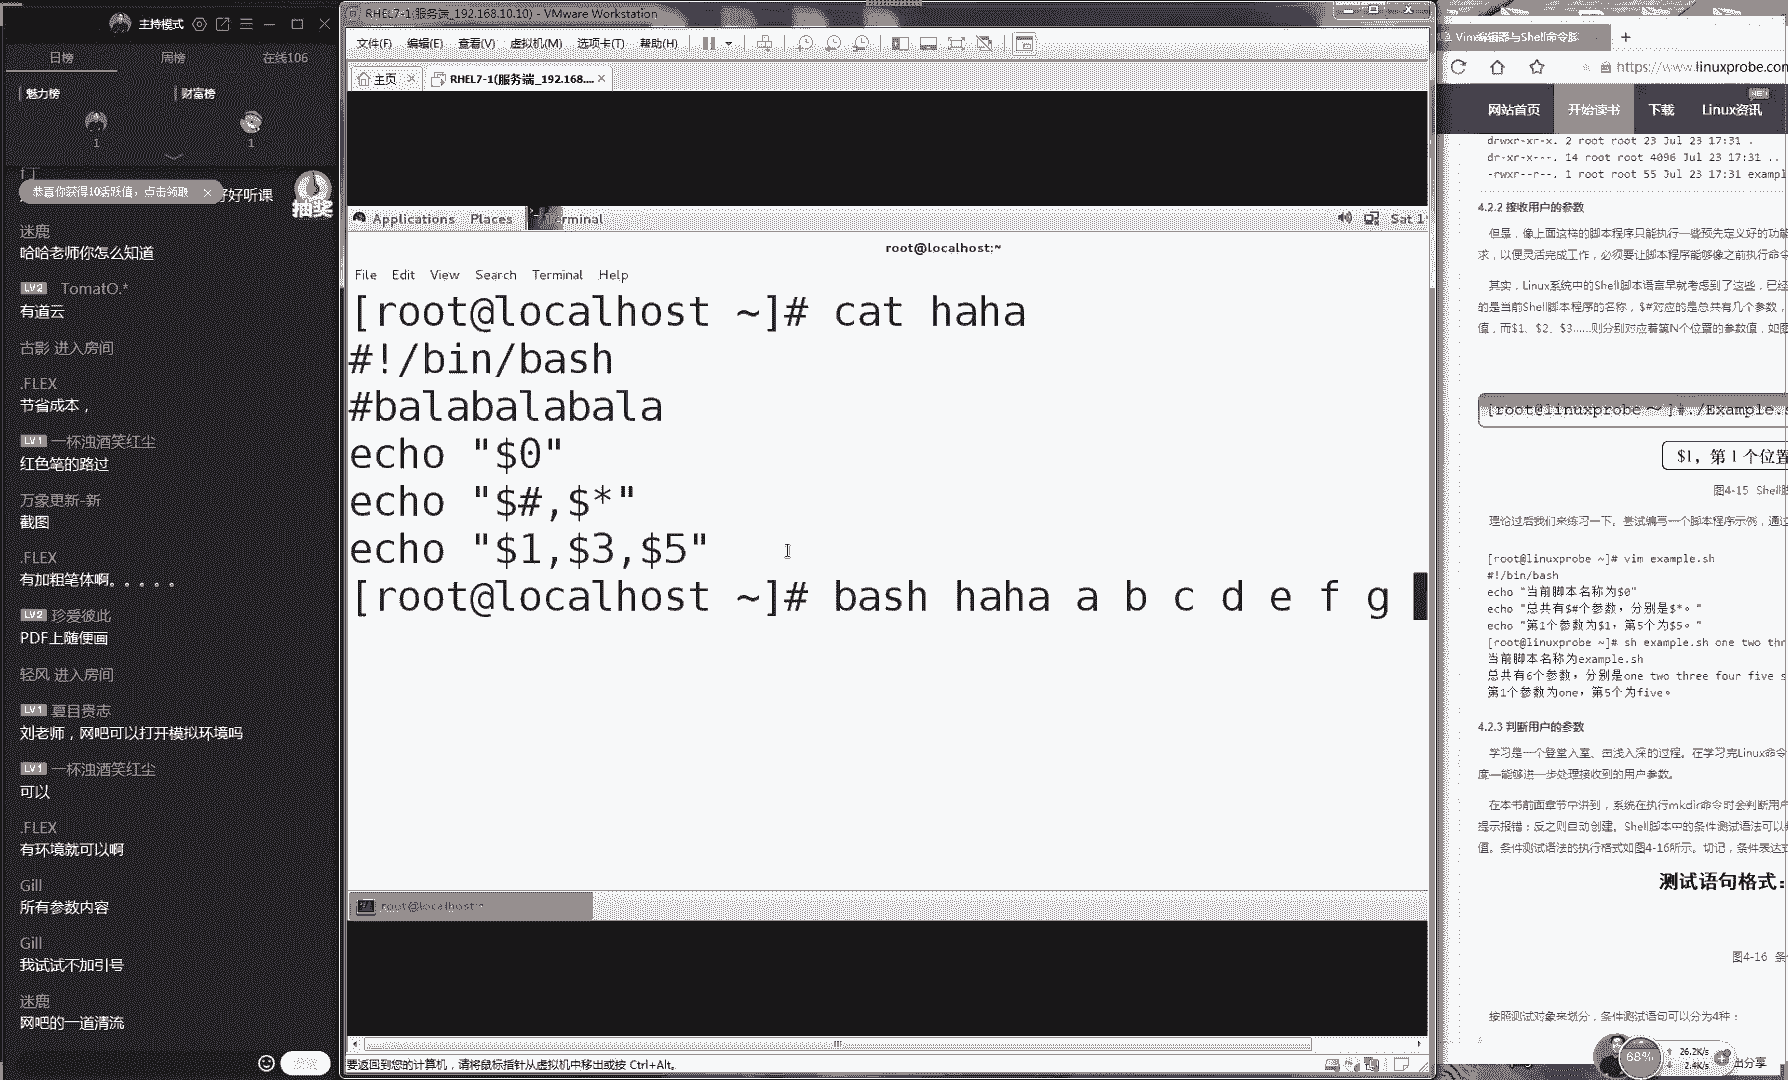 主持模式
日榜 周榜 在线106
魅力榜 财富榜
1 1
恭喜你获得10活跃值，点击领取
好好听课
抽奖
迷鹿
哈哈老师你怎么知道
LV2 TomatO.*
有道云
古影 进入房间
.FLEX
节省成本，
LV1 一杯浊酒笑红尘
红色笔的路过
万象更新-新
截图
.FLEX
有加粗笔体啊。。。。。
LV2 珍爱彼此
PDF上随便画
轻风 进入房间
LV1 夏目贵志
刘老师，网吧可以打开模拟环境吗
LV1 一杯浊酒笑红尘
可以
.FLEX
有环境就可以啊
Gill
所有参数内容
Gill
我试试不加引号
迷鹿
网吧的一道清流
RHEL7-1(服务端_192.168.10.10) - VMware Workstation
文件(F) 编辑(E) 查看(V) 虚拟机(M) 选项卡(T) 帮助(H)
主页 RHEL7-1(服务端_192.168....
Applications Places Terminal Sat 1
root@localhost:~
File Edit View Search Terminal Help
[root@localhost ~]# cat haha
#!/bin/bash
#balabalabala
echo "$0"
echo "$#,$*"
echo "$1,$3,$5"
[root@localhost ~]# bash haha a b c d e f g
root@localhost:~
要返回到您的计算机，请将鼠标指针从虚拟机中移出或按 Ctrl+Alt。
Vim编辑器与Shell命令脚
https://www.linuxprobe.com
网站首页 开始读书 下载 Linux资讯
NEW
drwxr-xr-x. 2 root root 23 Jul 23 17:31 .
dr-xr-x---. 14 root root 4096 Jul 23 17:31 ..
-rwxr--r--. 1 root root 55 Jul 23 17:31 exampl
4.2.2 接收用户的参数
但是，像上面这样的脚本程序只能执行一些预先定义好的功能
求，以便灵活完成工作，必须要让脚本程序能够像之前执行命令
其实，Linux系统中的Shell脚本语言早就考虑到了这些，已经
的是当前Shell脚本程序的名称，$#对应的是总共有几个参数，
值，而$1、$2、$3……则分别对应着第N个位置的参数值，如图
[root@linuxprobe ~]#./Example.s
$1，第 1 个位置
图4-15 Shell脚
理论过后我们来练习一下。尝试编写一个脚本程序示例，通过
[root@linuxprobe ~]# vim example.sh
#!/bin/bash
echo "当前脚本名称为$0"
echo "总共有$#个参数，分别是$*。"
echo "第1个参数为$1，第5个为$5。"
[root@linuxprobe ~]# sh example.sh one two thr
当前脚本名称为example.sh
总共有6个参数，分别是one two three four five s
第1个参数为one，第5个为five。
4.2.3 判断用户的参数
学习是一个登堂入室、由浅入深的过程。在学习完Linux命令
度—能够进一步处理接收到的用户参数。
在本书前面章节中讲到，系统在执行mkdir命令时会判断用户
提示报错；反之则自动创建。Shell脚本中的条件测试语法可以判
值。条件测试语法的执行格式如图4-16所示。切记，条件表达式
测试语句格式：
图4-16 条
按照测试对象来划分，条件测试语句可以分为4种：
68%
26.2K/s
2.4K/s
出分享